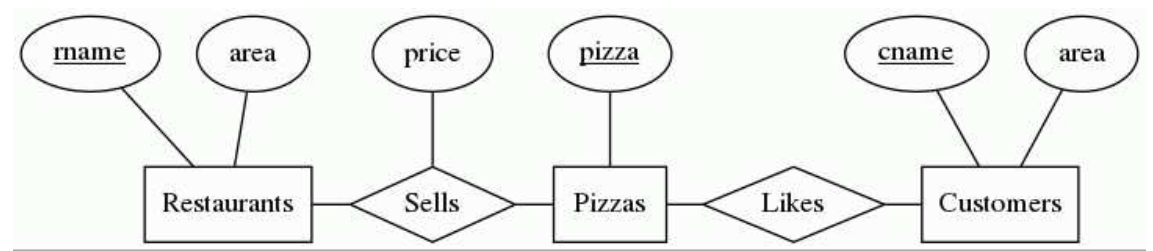 rname area price pizza cname area
Restaurants Sells Pizzas Likes Customers